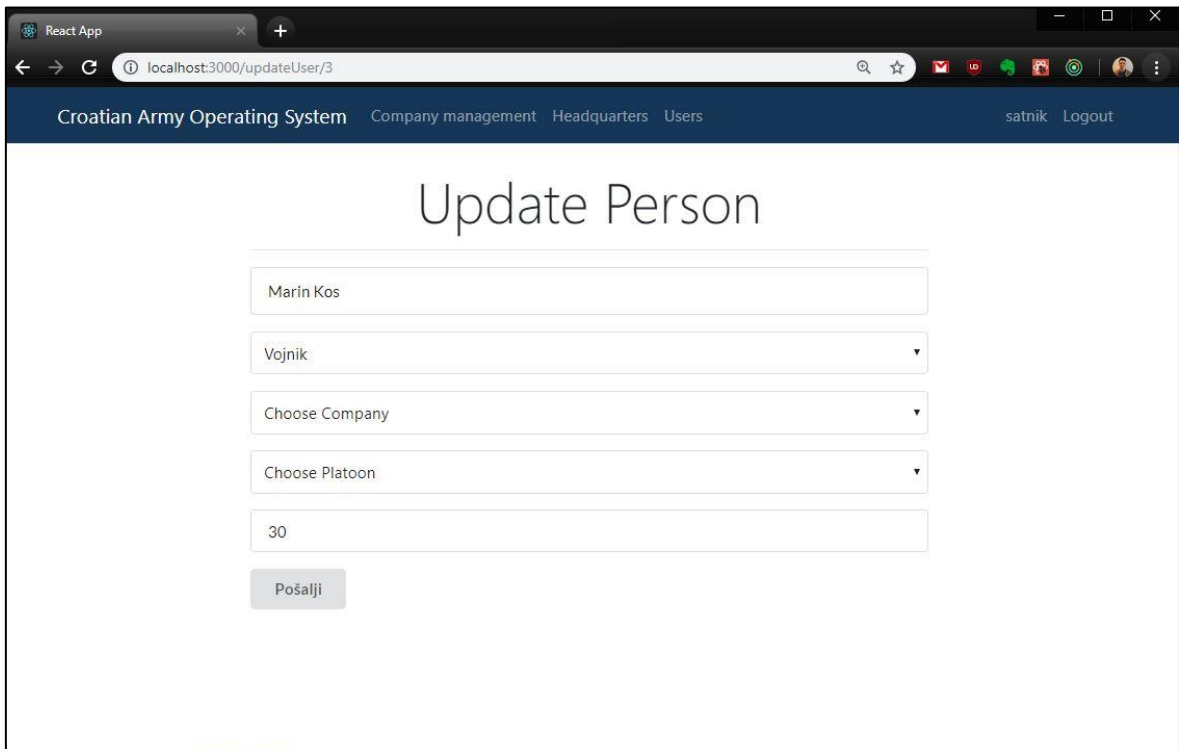 React App
localhost:3000/updateUser/3
Croatian Army Operating System Company management Headquarters Users satnik Logout
Update Person
Marin Kos
Vojnik
Choose Company
Choose Platoon
30
Pošalji